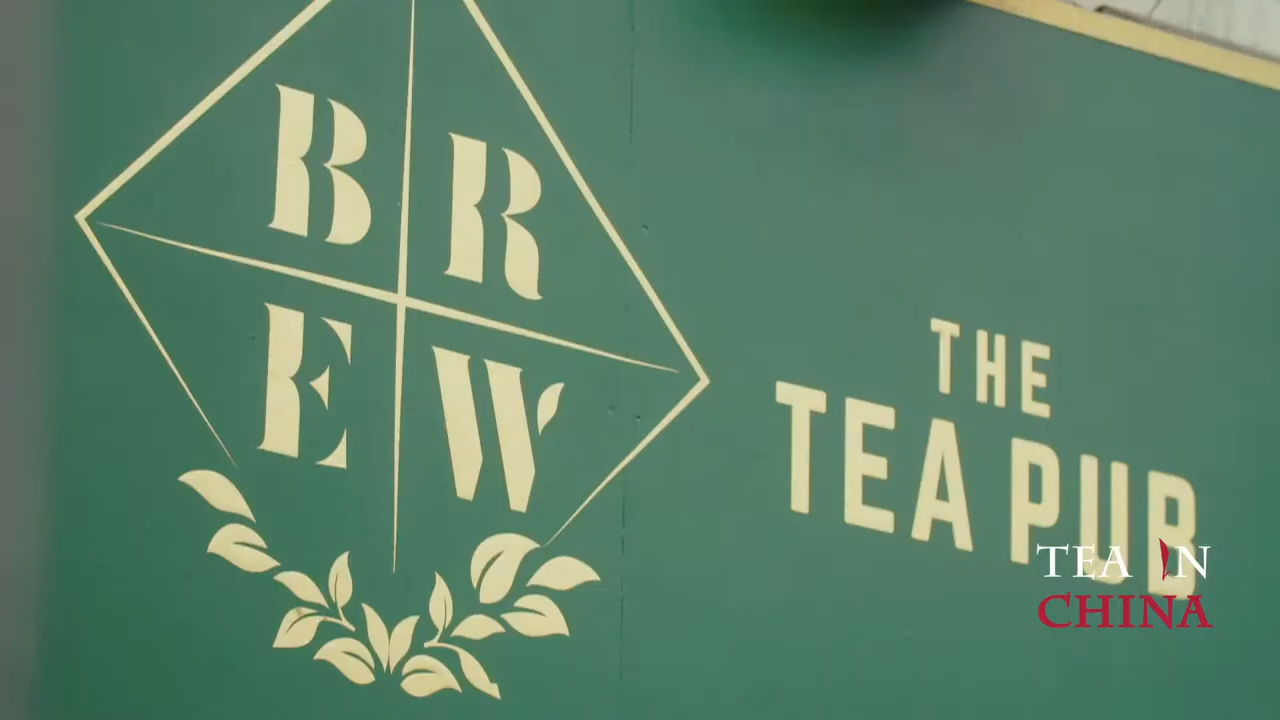 BR
EW
THE
TEA PUB
TEA IN
CHINA